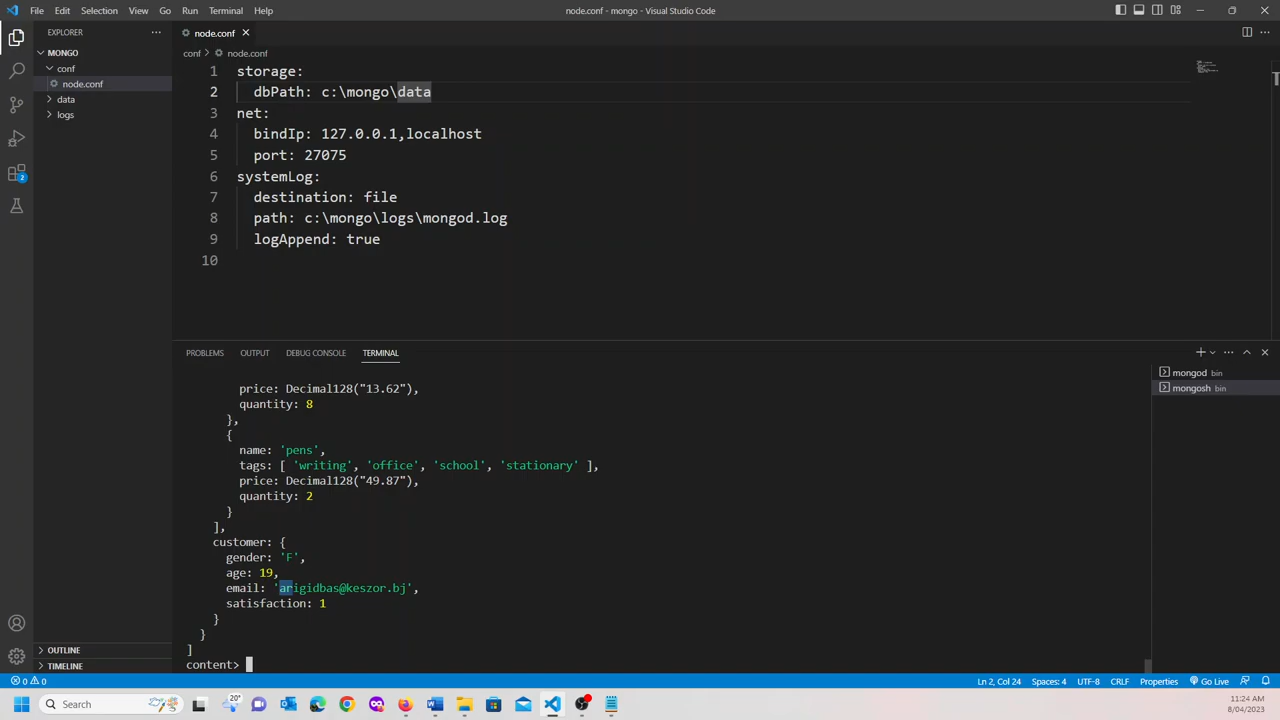 File Edit Selection View Go Run Terminal Help
node.conf - mongo - Visual Studio Code
EXPLORER
MONGO
conf
node.conf
data
logs
OUTLINE
TIMELINE
2
node.conf
conf > node.conf
1 storage:
2 dbPath: c:\mongo\data
3 net:
4 bindIp: 127.0.0.1,localhost
5 port: 27075
6 systemLog:
7 destination: file
8 path: c:\mongo\logs\mongod.log
9 logAppend: true
10
PROBLEMS OUTPUT DEBUG CONSOLE TERMINAL
mongod bin
mongosh bin
price: Decimal128("13.62"),
quantity: 8
},
{
name: 'pens',
tags: [ 'writing', 'office', 'school', 'stationary' ],
price: Decimal128("49.87"),
quantity: 2
}
],
customer: {
gender: 'F',
age: 19,
email: 'arigidbas@keszor.bj',
satisfaction: 1
}
}
]
content>
0 0
Ln 2, Col 24 Spaces: 4 UTF-8 CRLF Properties Go Live
Search
20°
11:24 AM
8/04/2023